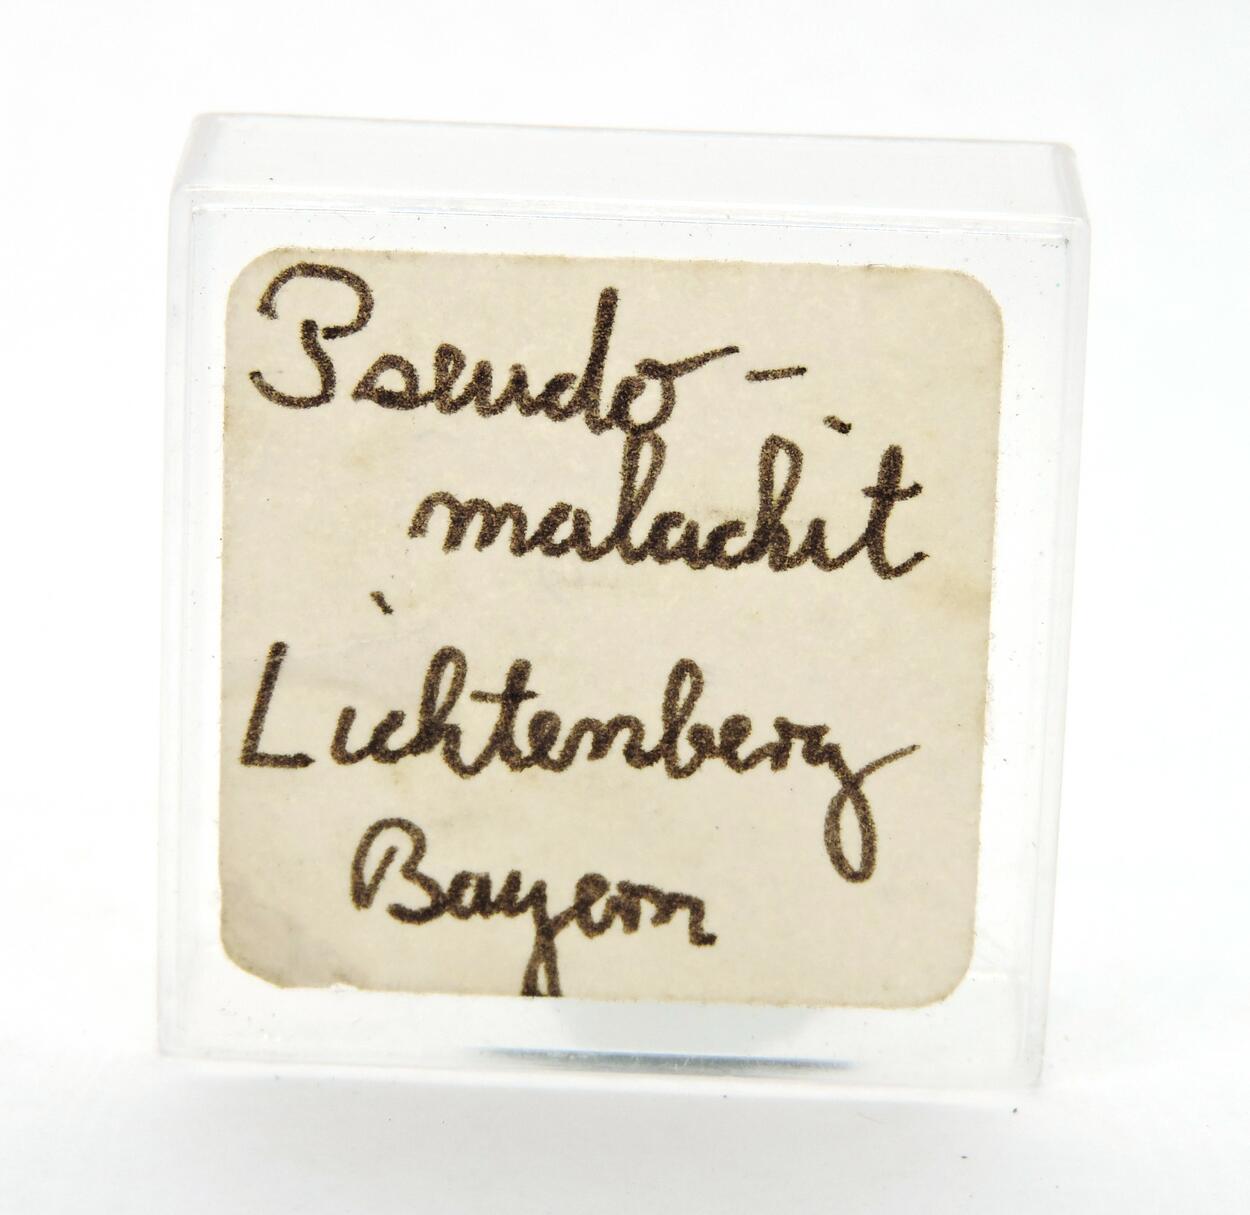 Pseudo-
malachit
Lichtenberg
Bayern